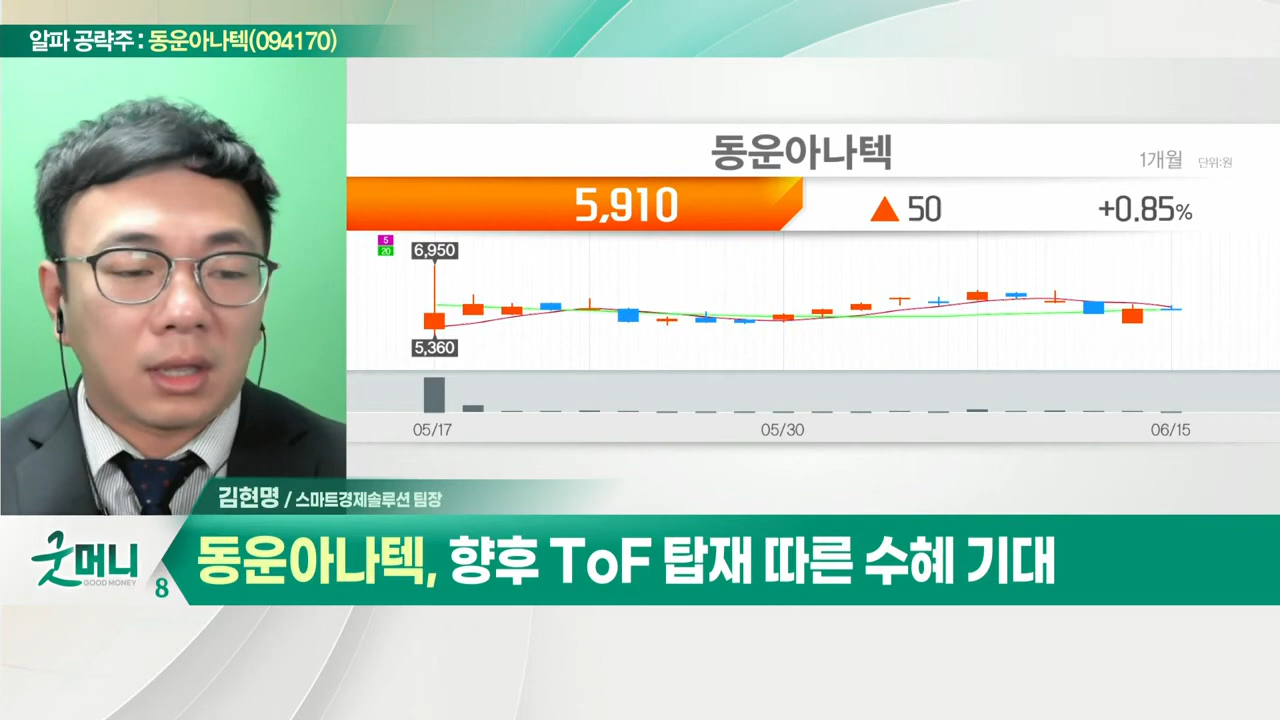 알파 공략주 : 동운아나텍(094170)
동운아나텍
1개월 단위:원
5,910 ▲ 50 +0.85%
5
20
6,950
5,360
05/17 05/30 06/15
김현명 / 스마트경제솔루션 팀장
굿머니
GOOD MONEY
8
동운아나텍, 향후 ToF 탑재 따른 수혜 기대